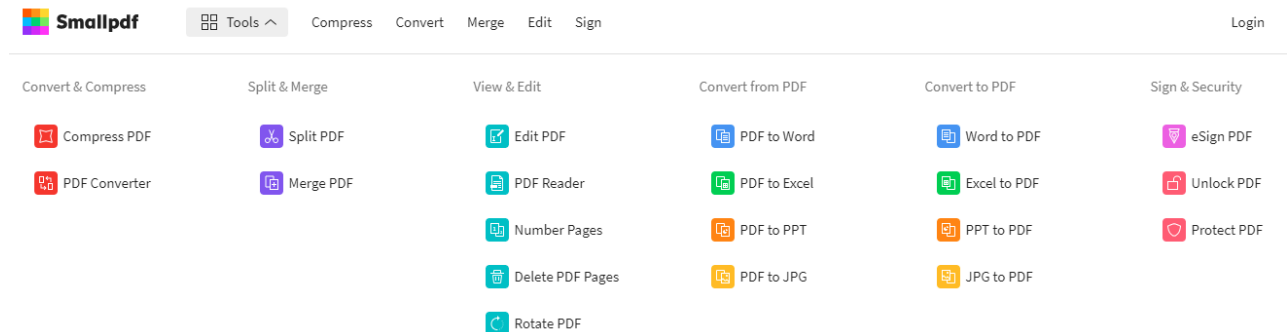 Smallpdf Tools Compress Convert Merge Edit Sign Login
Convert & Compress
Compress PDF
PDF Converter
Split & Merge
Split PDF
Merge PDF
View & Edit
Edit PDF
PDF Reader
Number Pages
Delete PDF Pages
Rotate PDF
Convert from PDF
PDF to Word
PDF to Excel
PDF to PPT
PDF to JPG
Convert to PDF
Word to PDF
Excel to PDF
PPT to PDF
JPG to PDF
Sign & Security
eSign PDF
Unlock PDF
Protect PDF